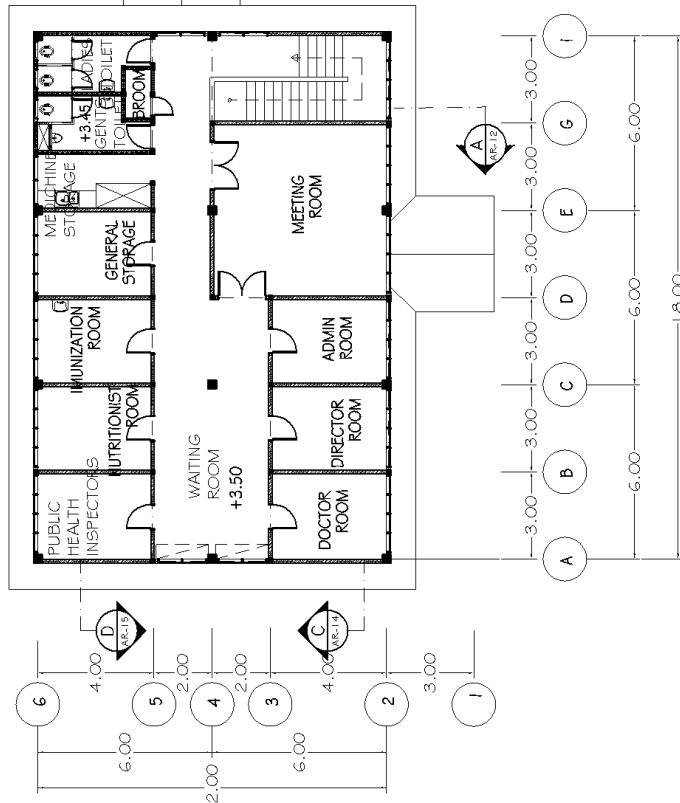 LADIES
TOILET
GENTS
TOILET
+3.45
BROOM
MEDICHINE
STORAGE
GENERAL
STORAGE
MEETING
ROOM
IMUNIZATION
ROOM
ADMIN
ROOM
NUTRITIONIST
ROOM
DIRECTOR
ROOM
WAITING
ROOM
+3.50
PUBLIC
HEALTH
INSPECTORS
DOCTOR
ROOM
A
AR-12
D
AR-15
C
AR-14
I
G
E
D
C
B
A
3.00
3.00
3.00
3.00
3.00
3.00
6.00
6.00
6.00
18.00
4.00
2.00
2.00
4.00
3.00
6
5
4
3
2
1
6.00
6.00
2.00